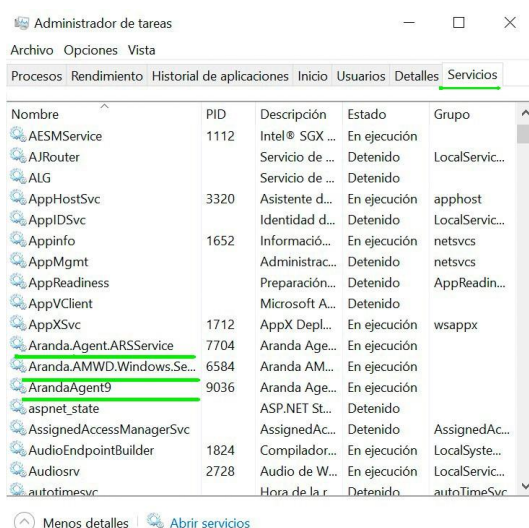 Administrador de tareas
Archivo Opciones Vista
Procesos Rendimiento Historial de aplicaciones Inicio Usuarios Detalles Servicios
Nombre PID Descripción Estado Grupo
AESMService 1112 Intel® SGX ... En ejecución
AJRouter Servicio de ... Detenido LocalServic...
ALG Servicio de ... Detenido
AppHostSvc 3320 Asistente d... En ejecución apphost
AppIDSvc Identidad d... Detenido LocalServic...
Appinfo 1652 Informació... En ejecución netsvcs
AppMgmt Administrac... Detenido netsvcs
AppReadiness Preparación... Detenido AppReadin...
AppVClient Microsoft A... Detenido
AppXSvc 1712 AppX Depl... En ejecución wsappx
Aranda.Agent.ARSService 7704 Aranda Age... En ejecución
Aranda.AMWD.Windows.Se... 6584 Aranda AM... En ejecución
ArandaAgent9 9036 Aranda Age... En ejecución
aspnet_state ASP.NET St... Detenido
AssignedAccessManagerSvc AssignedAc... Detenido AssignedAc...
AudioEndpointBuilder 1824 Compilador... En ejecución LocalSyste...
Audiosrv 2728 Audio de W... En ejecución LocalServic...
autotimesvc Hora de la r... Detenido autoTimeSvc
Menos detalles Abrir servicios